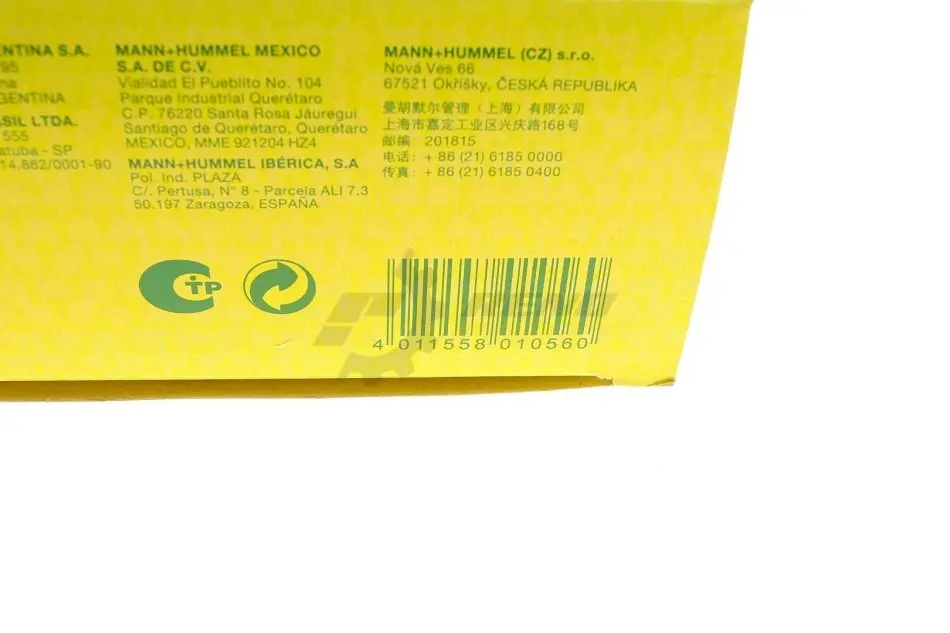 ENTINA S.A.
795
GENTINA
SIL LTDA.
555
atuba - SP
14.862/0001-90
MANN+HUMMEL MEXICO
S.A. DE C.V.
Vialidad El Pueblito No. 104
Parque Industrial Querétaro
C.P. 76220 Santa Rosa Jáuregui
Santiago de Querétaro, Querétaro
MEXICO, MME 921204 HZ4
MANN+HUMMEL IBÉRICA, S.A
Pol. Ind. PLAZA
C/. Pertusa, N° 8 - Parcela ALI 7.3
50.197 Zaragoza, ESPAÑA
MANN+HUMMEL (CZ) s.r.o.
Nová Ves 66
67521 Okříšky, ČESKÁ REPUBLIKA
曼胡默尔管理（上海）有限公司
上海市嘉定工业区兴庆路168号
邮编: 201815
电话: + 86 (21) 6185 0000
传真: + 86 (21) 6185 0400
CTP
4 011558 010560